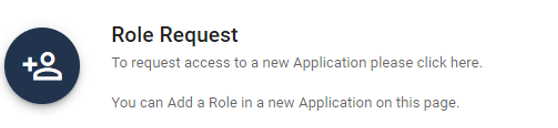 Role Request
To request access to a new Application please click here.
You can Add a Role in a new Application on this page.